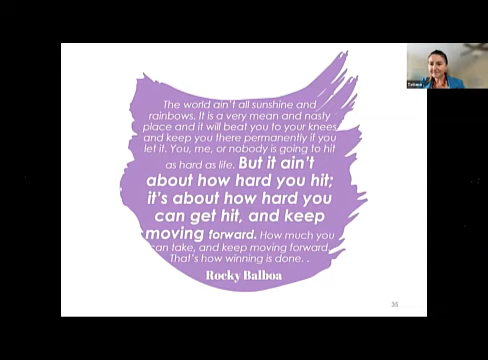 The world ain't all sunshine and
rainbows. It is a very mean and nasty
place and it will beat you to your knees
and keep you there permanently if you
let it. You, me, or nobody is going to hit
as hard as life. But it ain't
about how hard you hit;
it's about how hard you
can get hit, and keep
moving forward. How much you
can take, and keep moving forward.
That's how winning is done. .
Rocky Balboa